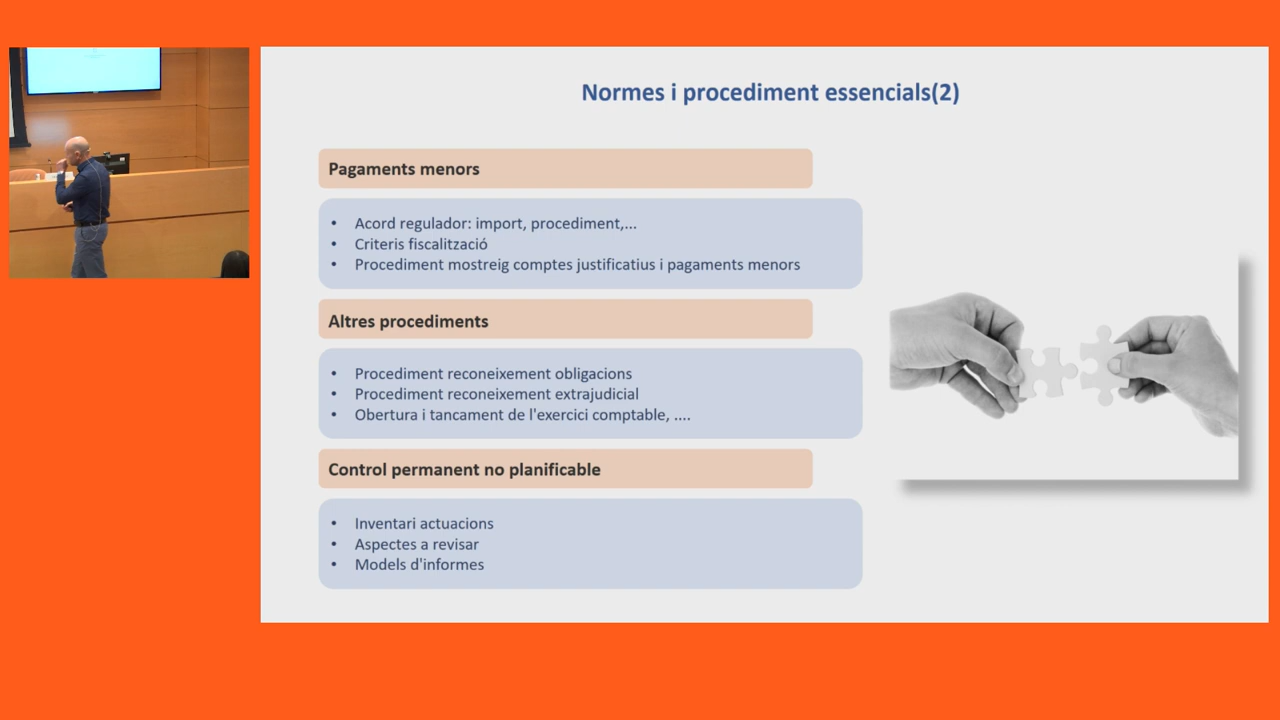 Normes i procediment essencials(2)
Pagaments menors
• Acord regulador: import, procediment,...
• Criteris fiscalització
• Procediment mostreig comptes justificatius i pagaments menors
Altres procediments
• Procediment reconeixement obligacions
• Procediment reconeixement extrajudicial
• Obertura i tancament de l'exercici comptable, ....
Control permanent no planificable
• Inventari actuacions
• Aspectes a revisar
• Models d'informes